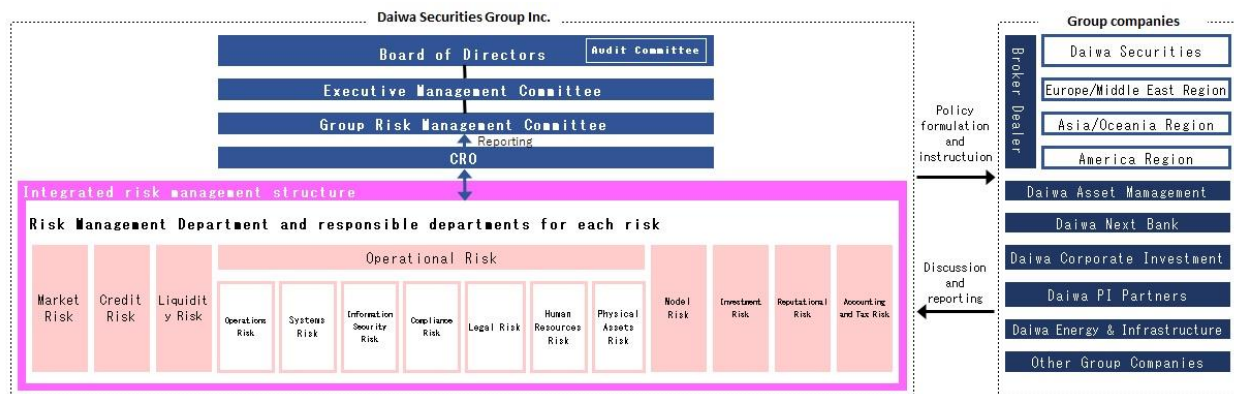 Daiwa Securities Group Inc.
Board of Directors
Audit Committee
Executive Management Committee
Group Risk Management Committee
Reporting
CRO
Integrated risk management structure
Risk Management Department and responsible departments for each risk
Market
Risk
Credit
Risk
Liquidit
y Risk
Operational Risk
Operations
Risk
Systems
Risk
Information
Security
Risk
Compliance
Risk
Legal Risk
Human
Resources
Risk
Physical
Assets
Risk
Model
Risk
Investment
Risk
Reputational
Risk
Accounting
and Tax Risk
Policy
formulation
and
instructuion
Discussion
and
reporting
Group companies
Broker Dealer
Daiwa Securities
Europe/Middle East Region
Asia/Oceania Region
America Region
Daiwa Asset Mamagement
Daiwa Next Bank
Daiwa Corporate Investment
Daiwa PI Partners
Daiwa Energy & Infrastructure
Other Group Companies